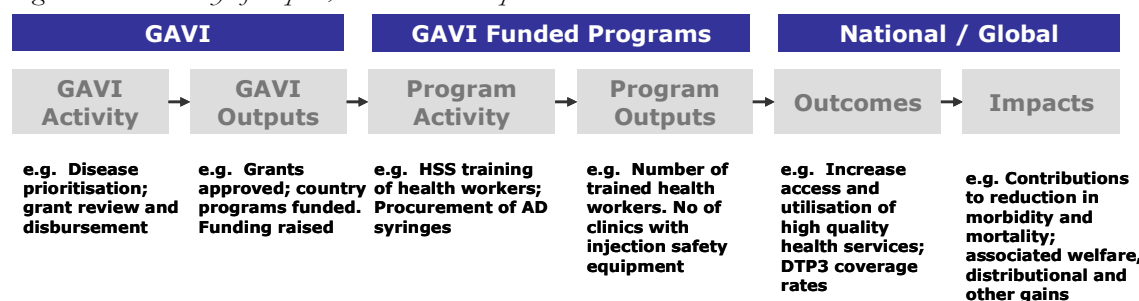 GAVI
GAVI Funded Programs
National / Global
GAVI
Activity
GAVI
Outputs
Program
Activity
Program
Outputs
Outcomes
Impacts
e.g. Disease
prioritisation;
grant review and
disbursement
e.g. Grants
approved; country
programs funded.
Funding raised
e.g. HSS training
of health workers;
Procurement of AD
syringes
e.g. Number of
trained health
workers. No of
clinics with
injection safety
equipment
e.g. Increase
access and
utilisation of
high quality
health services;
DTP3 coverage
rates
e.g. Contributions
to reduction in
morbidity and
mortality;
associated welfare,
distributional and
other gains